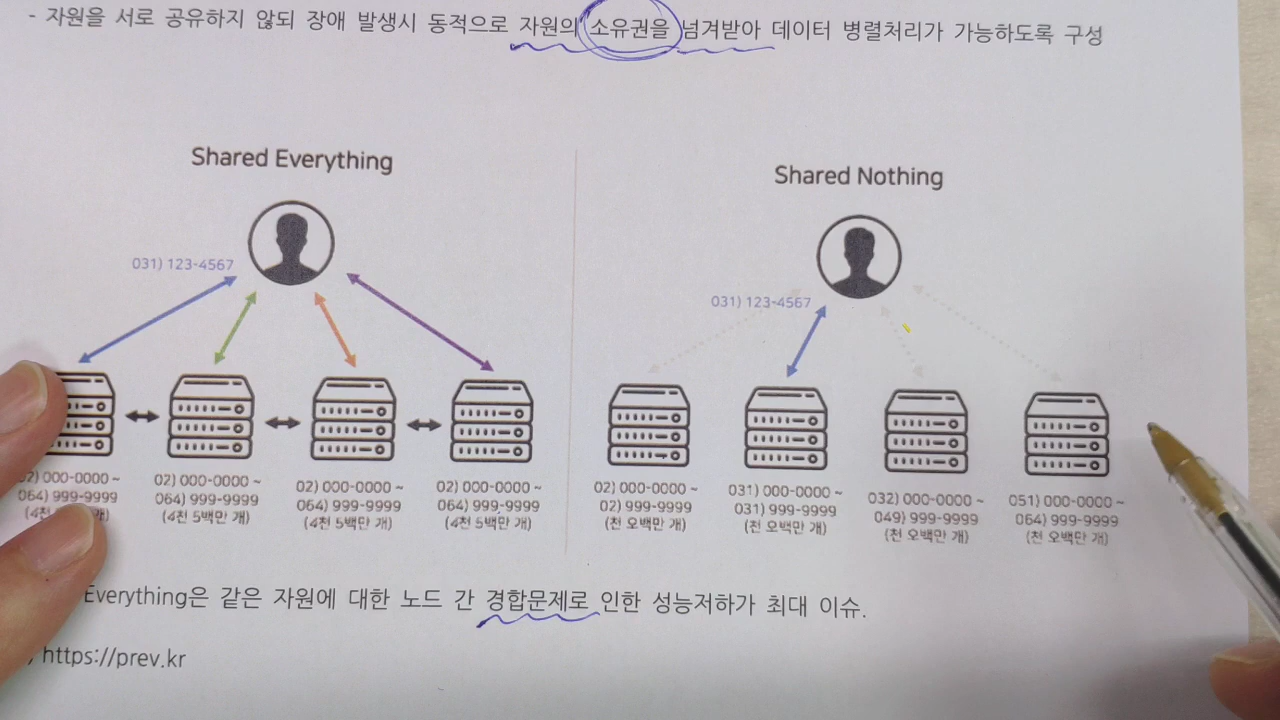 - 자원을 서로 공유하지 않되 장애 발생시 동적으로 자원의 소유권을 넘겨받아 데이터 병렬처리가 가능하도록 구성
Shared Everything
031) 123-4567
02) 000-0000 ~
064) 999-9999
(4천
02) 000-0000 ~
064) 999-9999
(4천 5백만 개)
02) 000-0000 ~
064) 999-9999
(4천 5백만 개)
02) 000-0000 ~
064) 999-9999
(4천 5백만 개)
Shared Nothing
031) 123-4567
02) 000-0000 ~
02) 999-9999
(천 오백만 개)
031) 000-0000 ~
031) 999-9999
(천 오백만 개)
032) 000-0000 ~
049) 999-9999
(천 오백만 개)
051) 000-0000 ~
064) 999-9999
(천 오백만 개)
Everything은 같은 자원에 대한 노드 간 경합문제로 인한 성능저하가 최대 이슈.
https://prev.kr